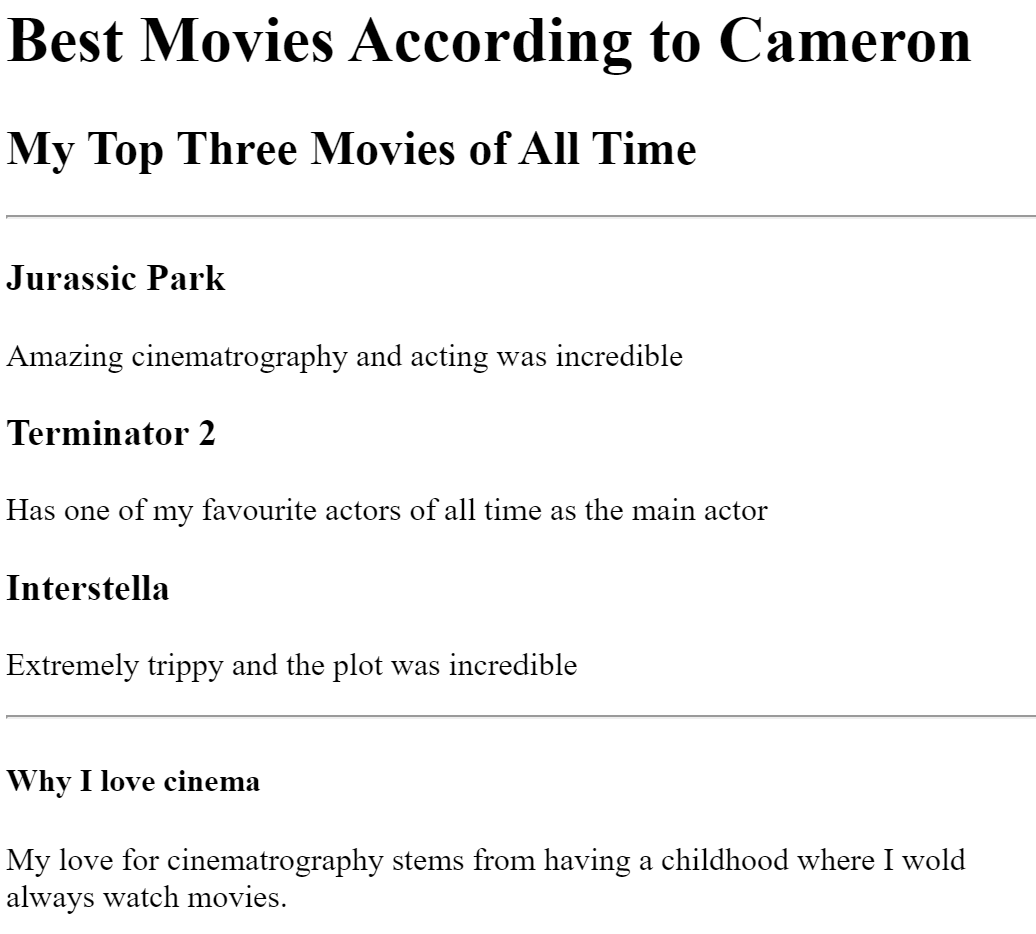 Best Movies According to Cameron
My Top Three Movies of All Time
Jurassic Park
Amazing cinematrography and acting was incredible
Terminator 2
Has one of my favourite actors of all time as the main actor
Interstella
Extremely trippy and the plot was incredible
Why I love cinema
My love for cinematrography stems from having a childhood where I wold
always watch movies.